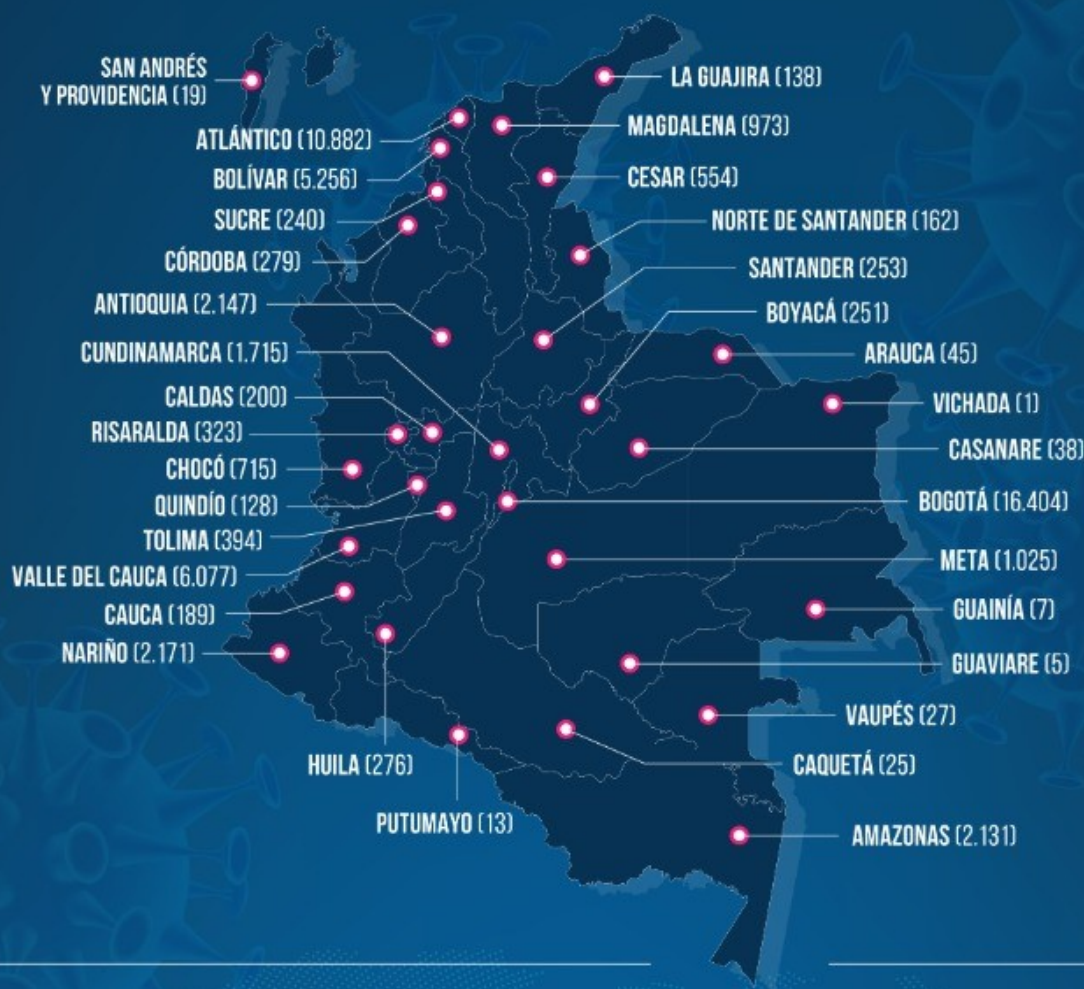 SAN ANDRÉS
Y PROVIDENCIA (19)
ATLÁNTICO (10.882)
BOLÍVAR (5.256)
SUCRE (240)
CÓRDOBA (279)
ANTIOQUIA (2.147)
CUNDINAMARCA (1.715)
CALDAS (200)
RISARALDA (323)
CHOCÓ (715)
QUINDÍO (128)
TOLIMA (394)
VALLE DEL CAUCA (6.077)
CAUCA (189)
NARIÑO (2.171)
HUILA (276)
PUTUMAYO (13)
LA GUAJIRA (138)
MAGDALENA (973)
CESAR (554)
NORTE DE SANTANDER (162)
SANTANDER (253)
BOYACÁ (251)
ARAUCA (45)
VICHADA (1)
CASANARE (38)
BOGOTÁ (16.404)
META (1.025)
GUAINÍA (7)
GUAVIARE (5)
VAUPÉS (27)
CAQUETÁ (25)
AMAZONAS (2.131)